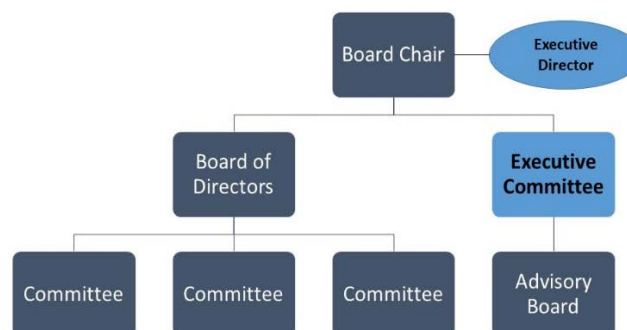 Board Chair
Executive
Director
Board of
Directors
Executive
Committee
Committee
Committee
Committee
Advisory
Board